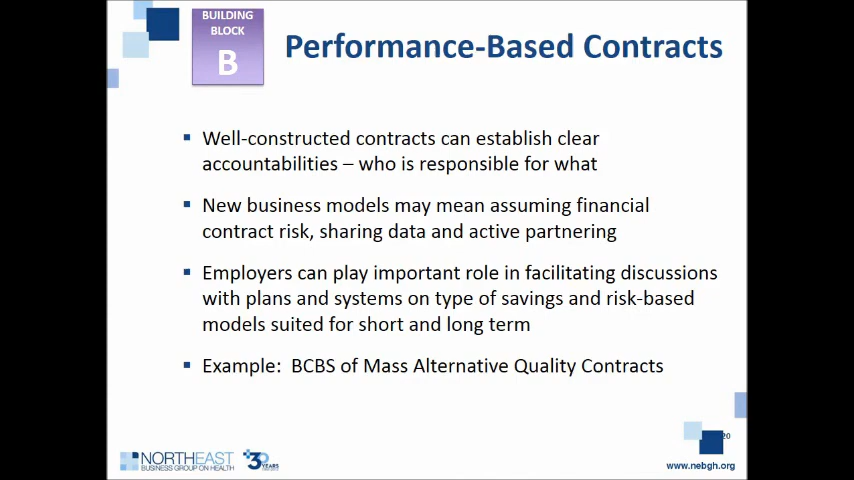 BUILDING
BLOCK
B
Performance-Based Contracts
Well-constructed contracts can establish clear
accountabilities – who is responsible for what
New business models may mean assuming financial
contract risk, sharing data and active partnering
Employers can play important role in facilitating discussions
with plans and systems on type of savings and risk-based
models suited for short and long term
Example: BCBS of Mass Alternative Quality Contracts
20
NORTHEAST
BUSINESS GROUP ON HEALTH
30
YEARS
www.nebgh.org